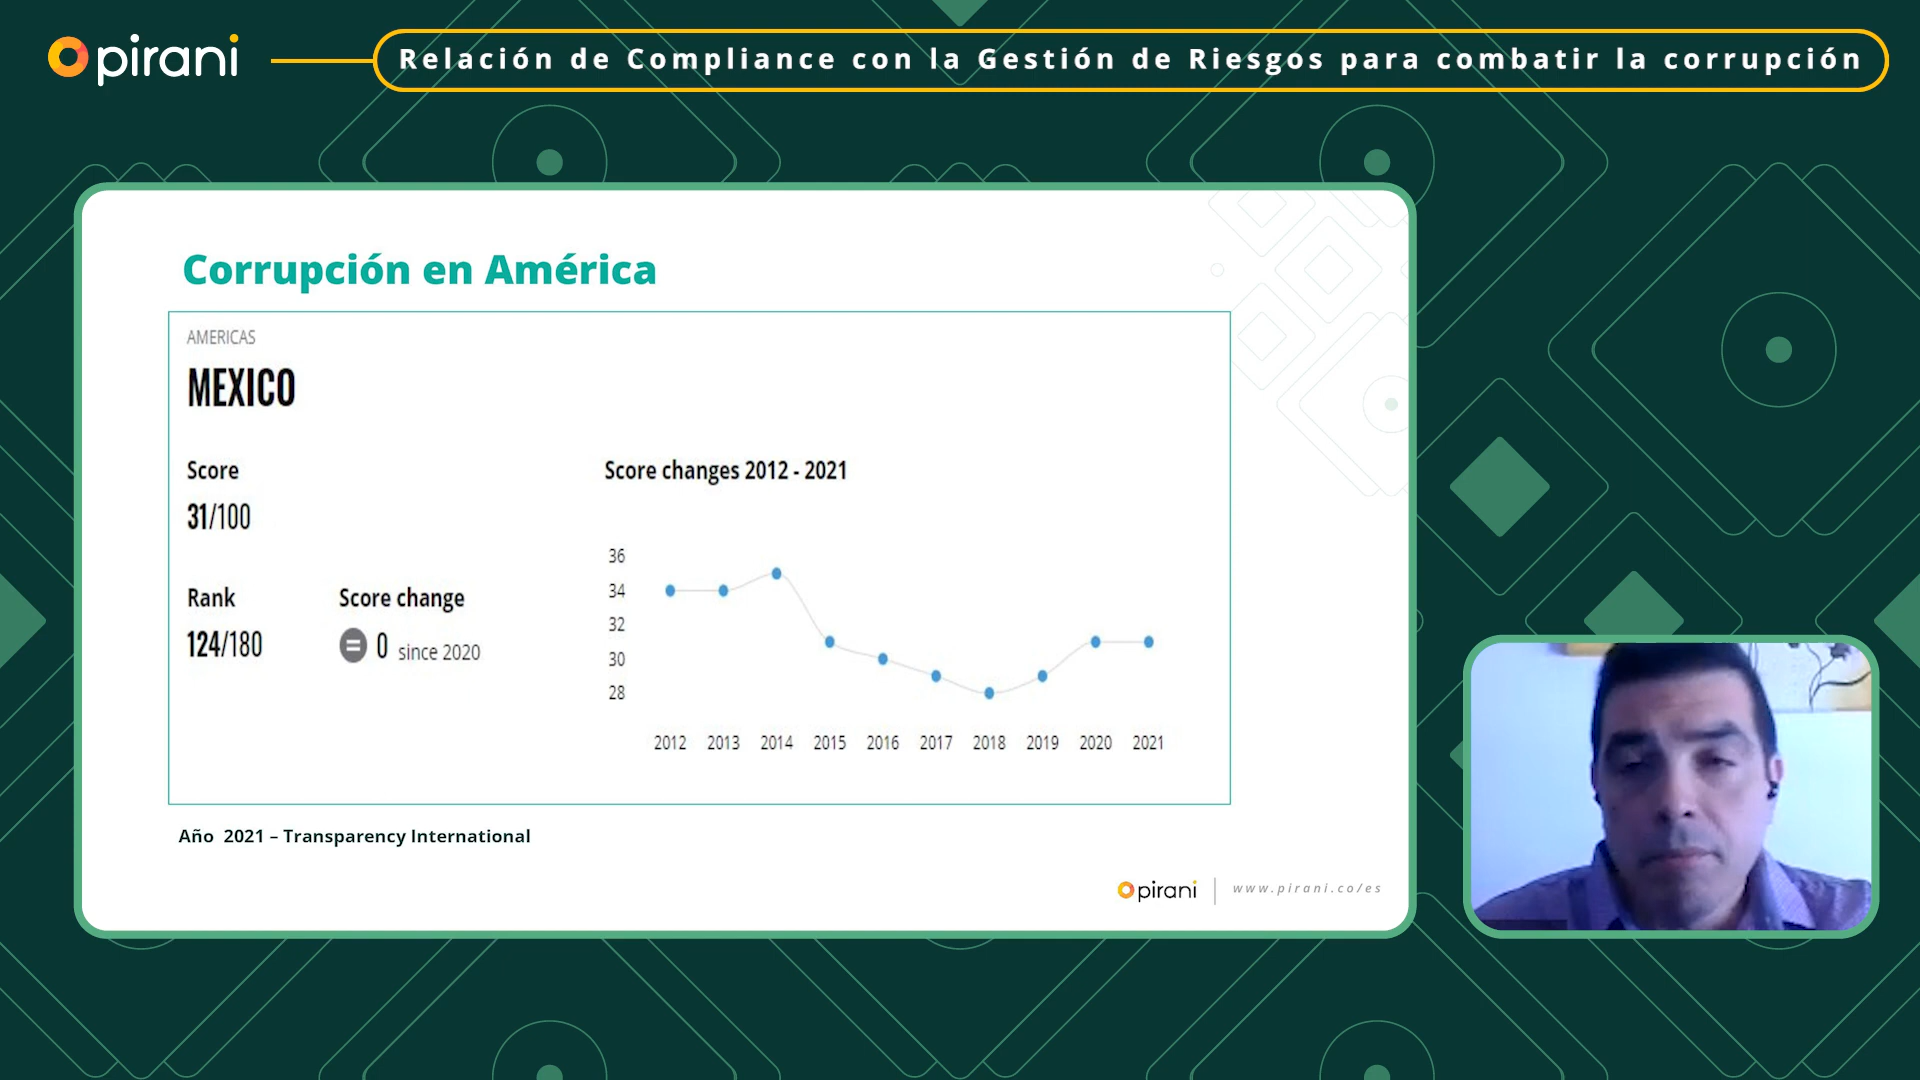 pirani
Relación de Compliance con la Gestión de Riesgos para combatir la corrupción
Corrupción en América
AMERICAS
MEXICO
Score
31/100
Rank
124/180
Score change
= 0 since 2020
Score changes 2012 - 2021
36
34
32
30
28
2012 2013 2014 2015 2016 2017 2018 2019 2020 2021
Año 2021 – Transparency International
pirani
www.pirani.co/es